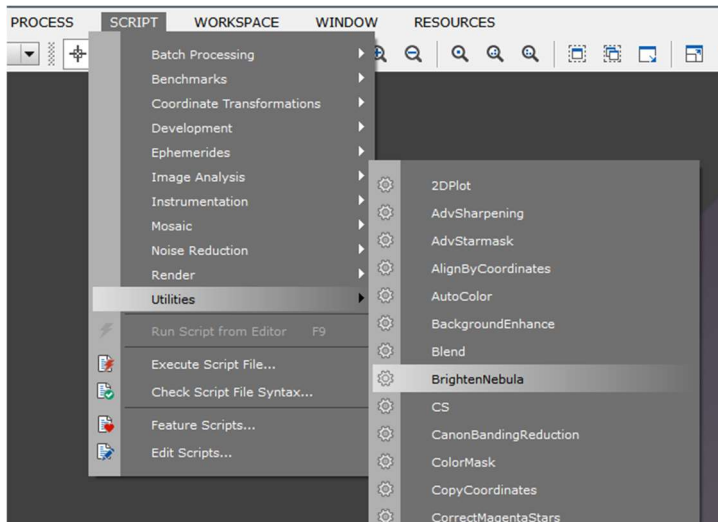 PROCESS SCRIPT WORKSPACE WINDOW RESOURCES
Batch Processing
Benchmarks
Coordinate Transformations
Development
Ephemerides
Image Analysis
Instrumentation
Mosaic
Noise Reduction
Render
Utilities
Run Script from Editor F9
Execute Script File...
Check Script File Syntax...
Feature Scripts...
Edit Scripts...
2DPlot
AdvSharpening
AdvStarmask
AlignByCoordinates
AutoColor
BackgroundEnhance
Blend
BrightenNebula
CS
CanonBandingReduction
ColorMask
CopyCoordinates
CorrectMagentaStars